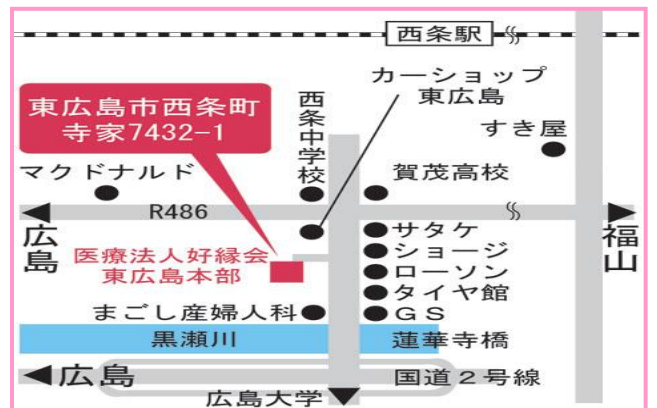 西条駅
カーショップ
東広島
東広島市西条町
寺家7432-1
西条中学校
すき屋
マクドナルド
賀茂高校
R486
広島
福山
サタケ
医療法人好縁会
東広島本部
ショージ
ローソン
タイヤ館
まごし産婦人科
GS
黒瀬川
蓮華寺橋
広島
国道2号線
広島大学